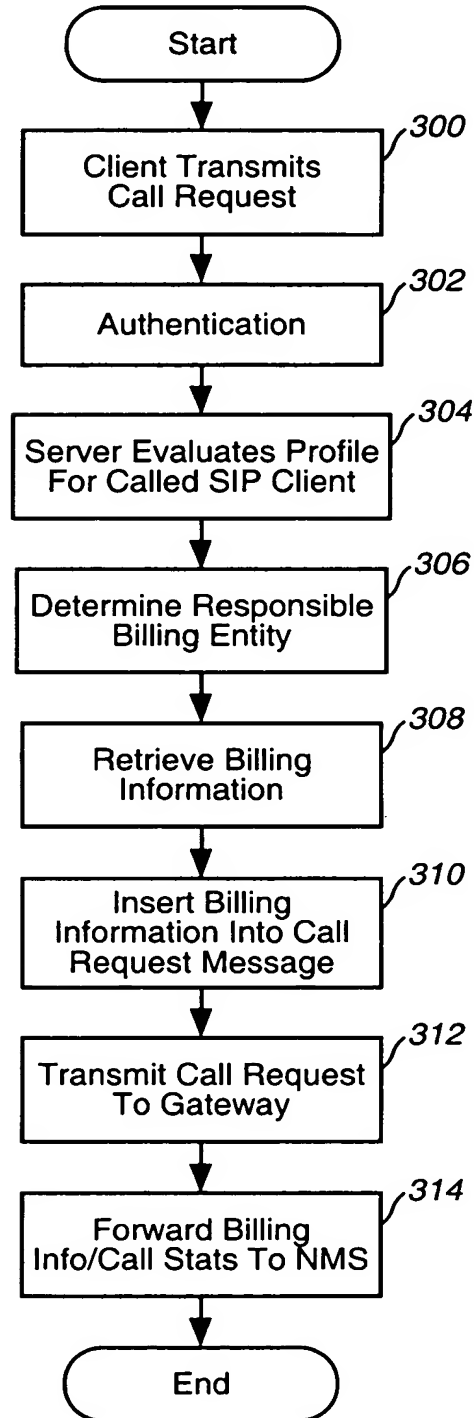 Start
300
Client Transmits
Call Request
302
Authentication
304
Server Evaluates Profile
For Called SIP Client
306
Determine Responsible
Billing Entity
308
Retrieve Billing
Information
310
Insert Billing
Information Into Call
Request Message
312
Transmit Call Request
To Gateway
314
Forward Billing
Info/Call Stats To NMS
End